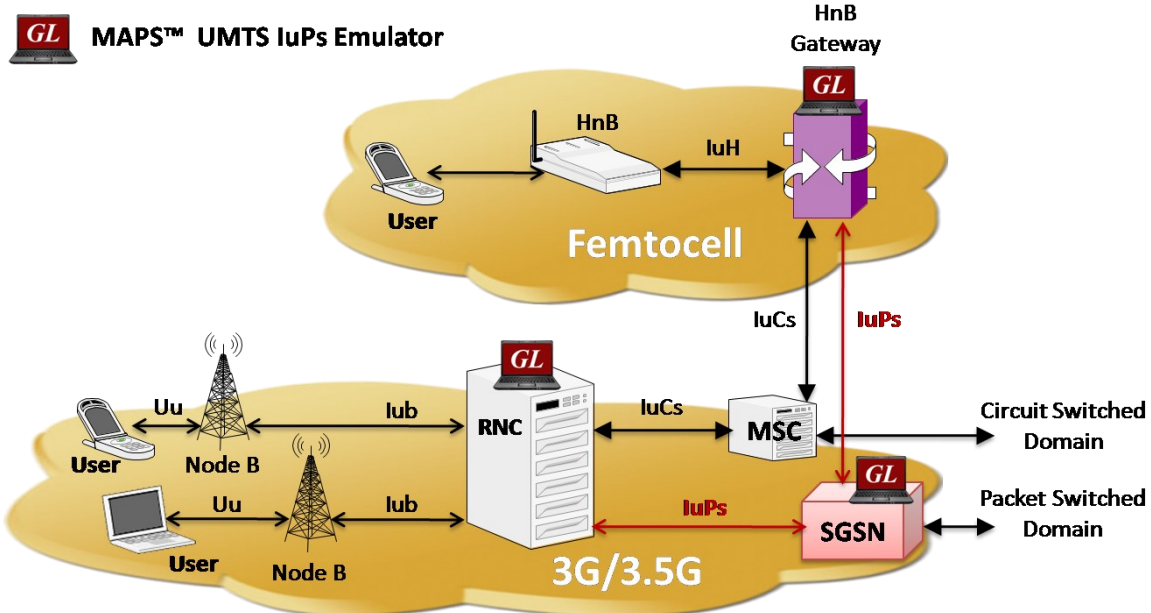 GL MAPS™ UMTS IuPs Emulator
HnB
Gateway
GL
HnB
IuH
User
Femtocell
IuCs
IuPs
GL
Uu
Iub
IuCs
RNC
MSC
Circuit Switched
Domain
User
Node B
GL
Uu
Iub
IuPs
SGSN
Packet Switched
Domain
User
Node B
3G/3.5G